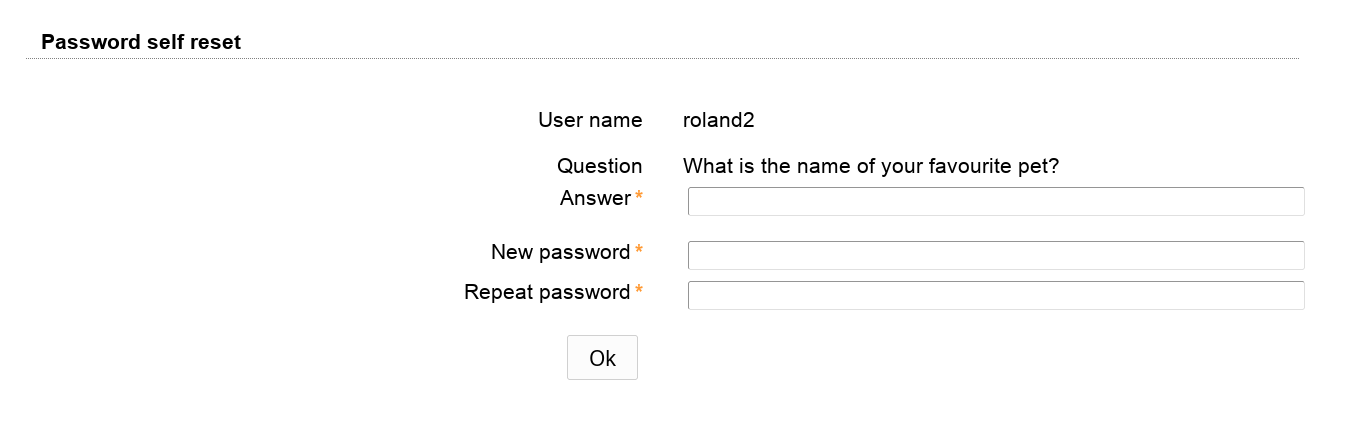 Password self reset
User name roland2
Question What is the name of your favourite pet?
Answer *
New password *
Repeat password *
Ok